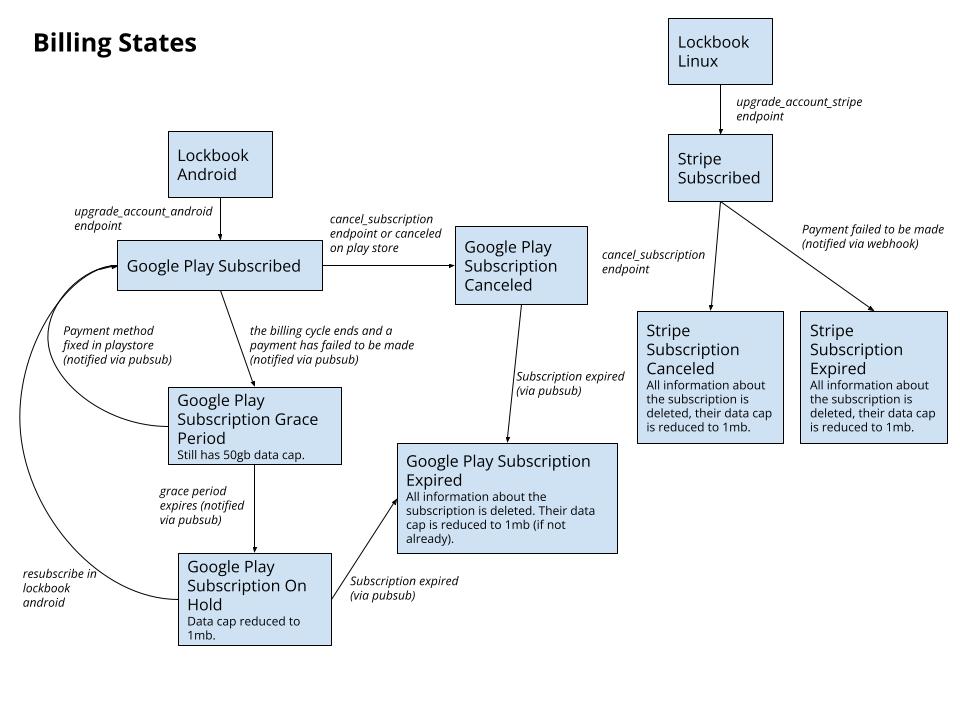 Billing States
Lockbook
Linux
upgrade_account_stripe
endpoint
Lockbook
Android
Stripe
Subscribed
upgrade_account_android
endpoint
cancel_subscription
endpoint or canceled
on play store
Google Play Subscribed
Google Play
Subscription
Canceled
cancel_subscription
endpoint
Payment failed to be made
(notified via webhook)
Payment method
fixed in playstore
(notified via pubsub)
the billing cycle ends and a
payment has failed to be made
(notified via pubsub)
Stripe
Subscription
Canceled
All information about
the subscription is
deleted, their data cap
is reduced to 1mb.
Stripe
Subscription
Expired
All information about
the subscription is
deleted, their data cap
is reduced to 1mb.
Subscription expired
(via pubsub)
Google Play
Subscription Grace
Period
Still has 50gb data cap.
Google Play Subscription
Expired
All information about the
subscription is deleted. Their data
cap is reduced to 1mb (if not
already).
grace period
expires (notified
via pubsub)
Google Play
Subscription On
Hold
Data cap reduced to
1mb.
Subscription expired
(via pubsub)
resubscribe in
lockbook
android